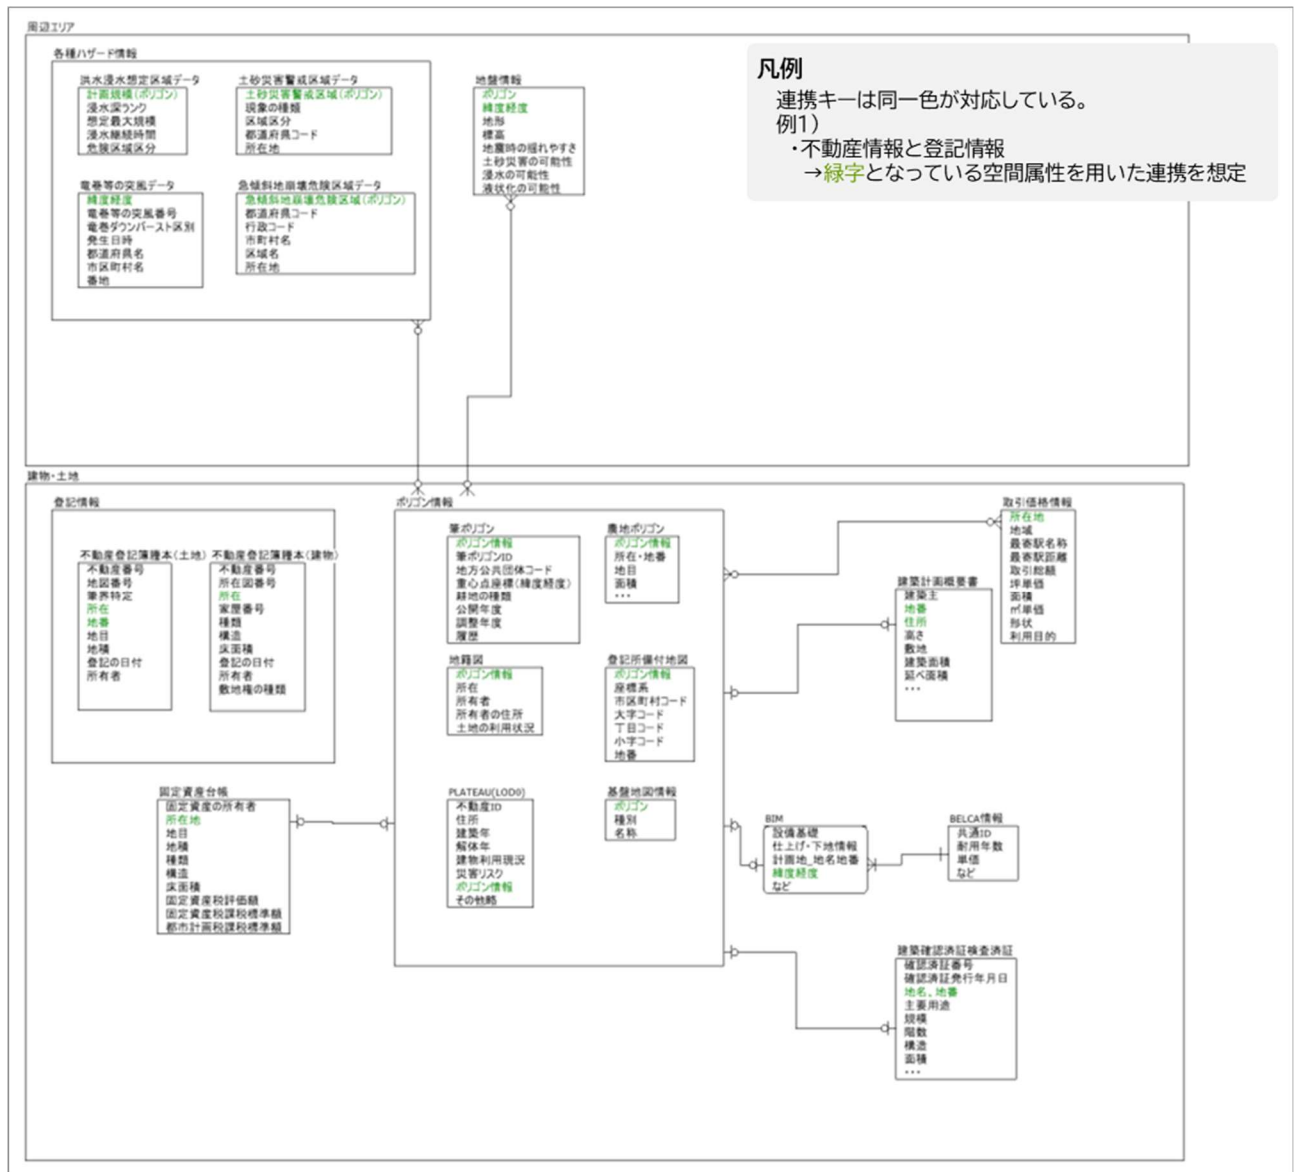 周辺エリア
各種ハザード情報
洪水浸水想定区域データ
計画規模(ポリゴン)
浸水深ランク
想定最大規模
浸水継続時間
危険区域区分
土砂災害警戒区域データ
土砂災害警戒区域(ポリゴン)
現象の種類
区域区分
都道府県コード
所在地
竜巻等の突風データ
緯度経度
竜巻等の突風番号
竜巻ダウンバースト区別
発生日時
都道府県名
市区町村名
番地
急傾斜地崩壊危険区域データ
急傾斜地崩壊危険区域(ポリゴン)
都道府県コード
行政コード
市町村名
区域名
所在地
地盤情報
ポリゴン
緯度経度
地形
標高
地震時の揺れやすさ
土砂災害の可能性
浸水の可能性
液状化の可能性
凡例
連携キーは同一色が対応している。
例1)
・不動産情報と登記情報
→緑字となっている空間属性を用いた連携を想定
建物・土地
登記情報
不動産登記簿謄本(土地)
不動産番号
地図番号
筆界特定
所在
地番
地目
地積
登記の日付
所有者
不動産登記簿謄本(建物)
不動産番号
所在図番号
所在
家屋番号
種類
構造
床面積
登記の日付
所有者
敷地権の種類
固定資産台帳
固定資産の所有者
所在地
地目
地積
種類
構造
床面積
固定資産税評価額
固定資産税課税標準額
都市計画税課税標準額
ポリゴン情報
筆ポリゴン
ポリゴン情報
筆ポリゴンID
地方公共団体コード
重心点座標(緯度経度)
耕地の種類
公開年度
調整年度
履歴
農地ポリゴン
ポリゴン情報
所在・地番
地目
面積
・・・
地籍図
ポリゴン情報
所在
所有者
所有者の住所
土地の利用状況
登記所備付地図
ポリゴン情報
座標系
市区町村コード
大字コード
丁目コード
小字コード
地番
PLATEAU(LOD0)
不動産ID
住所
建築年
解体年
建物利用現況
災害リスク
ポリゴン情報
その他略
基盤地図情報
ポリゴン
種別
名称
取引価格情報
所在地
地域
最寄駅名称
最寄駅距離
取引総額
坪単価
面積
㎡単価
形状
利用目的
建築計画概要書
建築主
地番
住所
高さ
敷地
建築面積
延べ面積
・・・
BIM
設備基礎
仕上げ・下地情報
計画地_地名地番
緯度経度
など
BELCA情報
共通ID
耐用年数
単価
など
建築確認済証検査済証
確認済証番号
確認済証発行年月日
地名、地番
主要用途
規模
階数
構造
面積
・・・